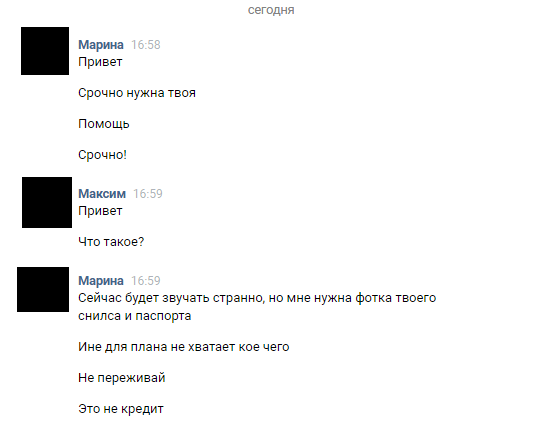 сегодня
Марина 16:58
Привет
Срочно нужна твоя
Помощь
Срочно!
Максим 16:59
Привет
Что такое?
Марина 16:59
Сейчас будет звучать странно, но мне нужна фотка твоего
снилса и паспорта
Ине для плана не хватает кое чего
Не переживай
Это не кредит